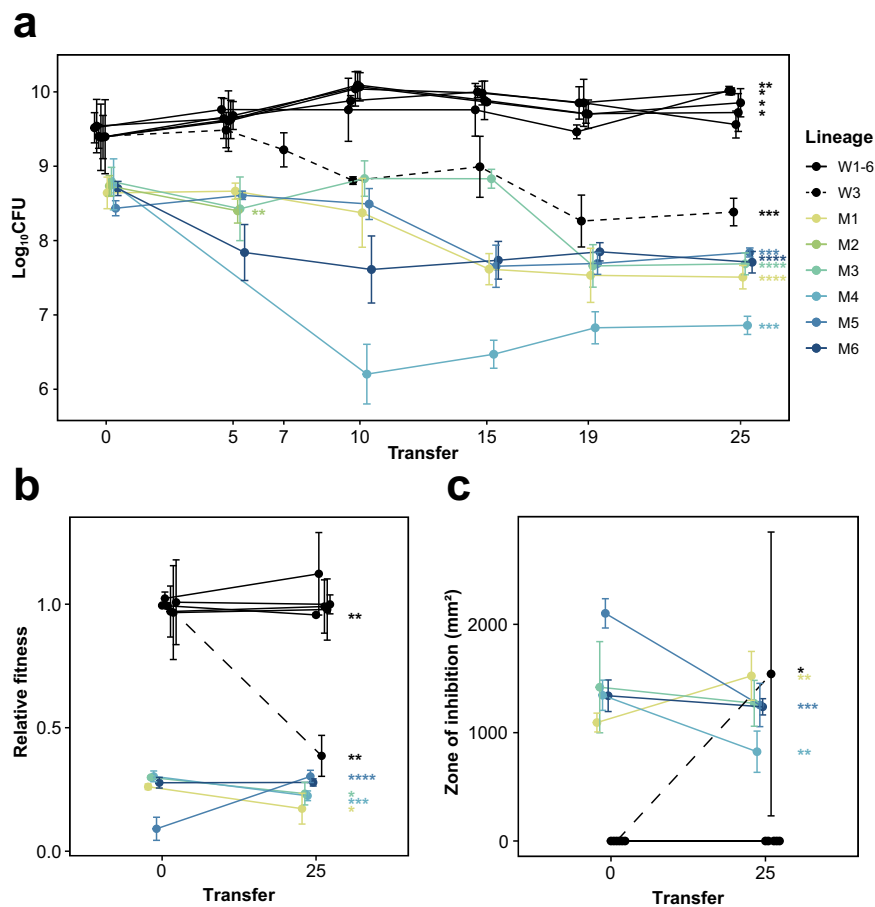 a
10
9
8
7
6
Log₁₀CFU
0 5 7 10 15 19 25
Transfer
**
*
*
*
***
**
***
****
****
****
***
Lineage
W1-6
W3
M1
M2
M3
M4
M5
M6
b
1.0
0.5
0.0
Relative fitness
0 25
Transfer
**
**
****
*
***
*
c
2000
1000
0
Zone of inhibition (mm²)
0 25
Transfer
*
**
***
**